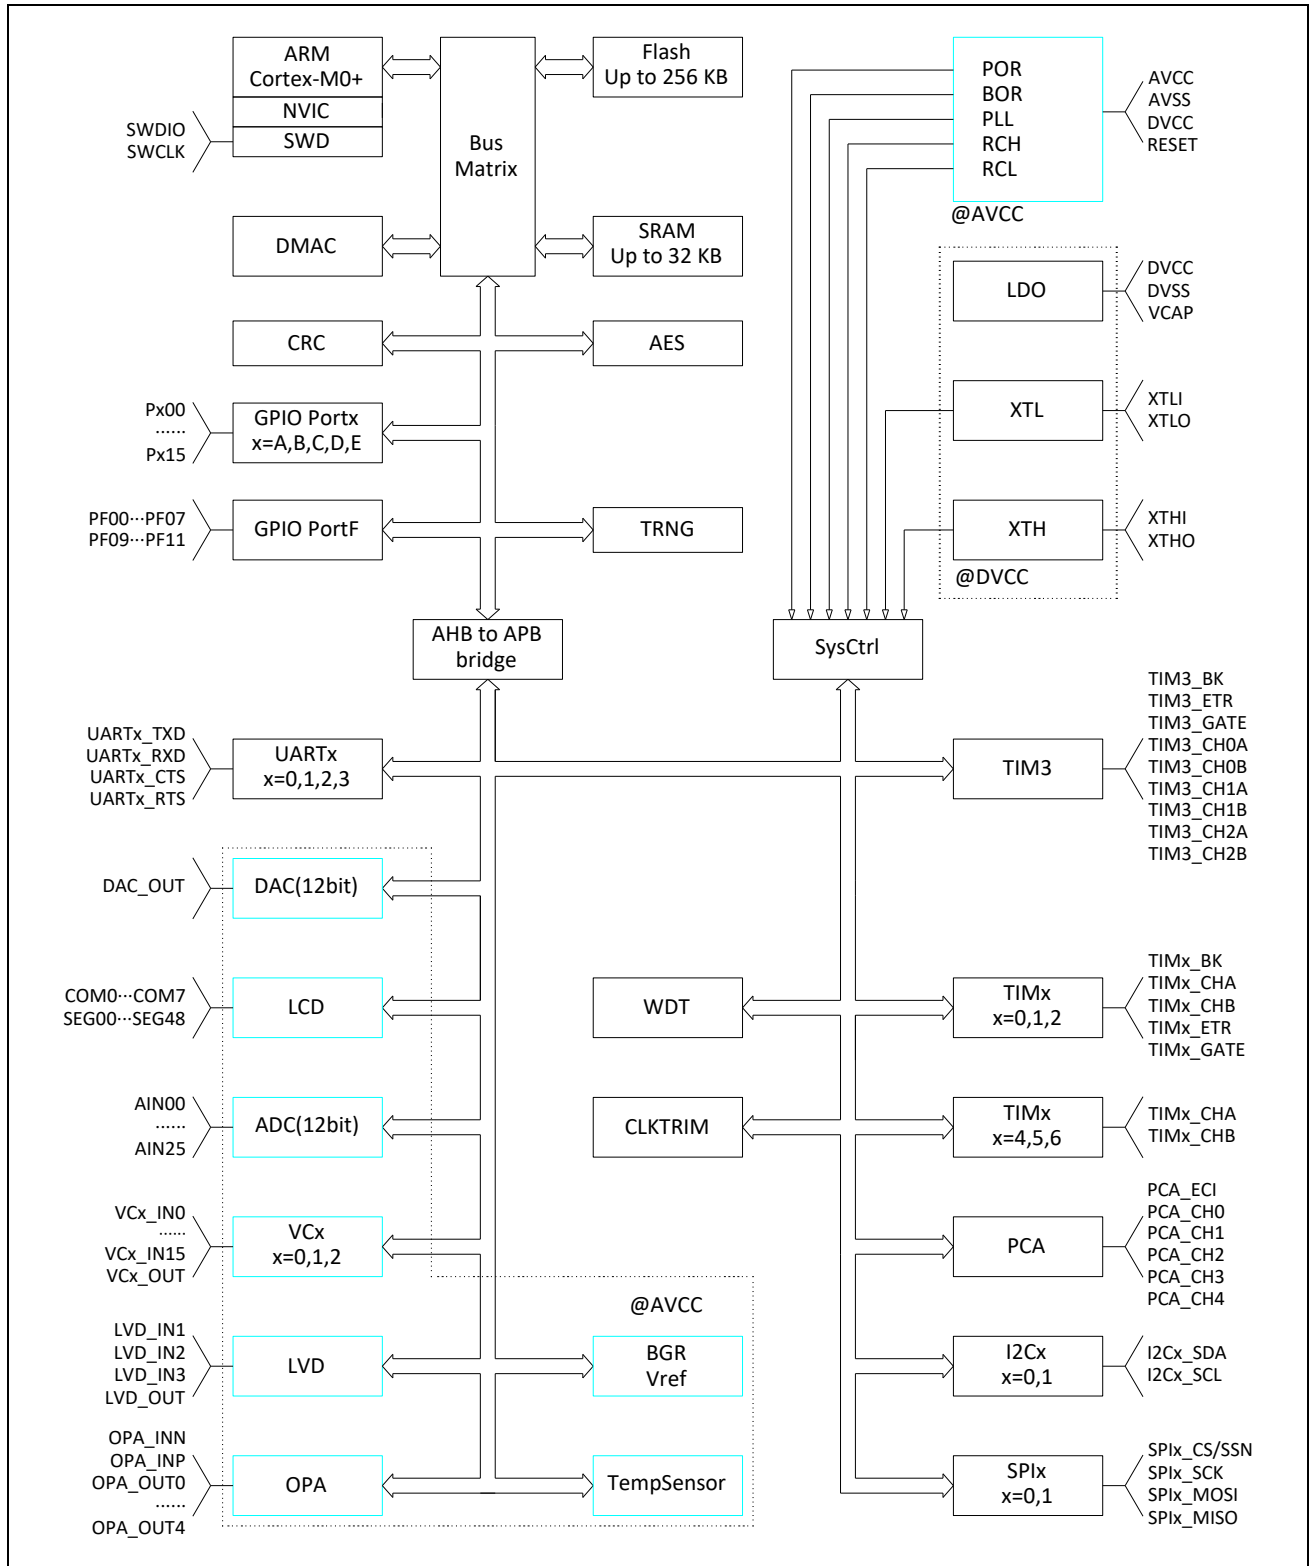 ARM
Cortex-M0+
NVIC
SWD
SWDIO
SWCLK
Bus
Matrix
Flash
Up to 256 KB
DMAC
SRAM
Up to 32 KB
POR
BOR
PLL
RCH
RCL
@AVCC
AVCC
AVSS
DVCC
RESET
LDO
DVCC
DVSS
VCAP
CRC
AES
Px00
······
Px15
GPIO Portx
x=A,B,C,D,E
XTL
XTLI
XTLO
PF00···PF07
PF09···PF11
GPIO PortF
TRNG
XTH
@DVCC
XTHI
XTHO
AHB to APB
bridge
SysCtrl
UARTx_TXD
UARTx_RXD
UARTx_CTS
UARTx_RTS
UARTx
x=0,1,2,3
TIM3
TIM3_BK
TIM3_ETR
TIM3_GATE
TIM3_CH0A
TIM3_CH0B
TIM3_CH1A
TIM3_CH1B
TIM3_CH2A
TIM3_CH2B
DAC_OUT
DAC(12bit)
COM0···COM7
SEG00···SEG48
LCD
WDT
TIMx
x=0,1,2
TIMx_BK
TIMx_CHA
TIMx_CHB
TIMx_ETR
TIMx_GATE
AIN00
······
AIN25
ADC(12bit)
CLKTRIM
TIMx
x=4,5,6
TIMx_CHA
TIMx_CHB
VCx_IN0
······
VCx_IN15
VCx_OUT
VCx
x=0,1,2
PCA
PCA_ECI
PCA_CH0
PCA_CH1
PCA_CH2
PCA_CH3
PCA_CH4
@AVCC
LVD_IN1
LVD_IN2
LVD_IN3
LVD_OUT
LVD
BGR
Vref
I2Cx
x=0,1
I2Cx_SDA
I2Cx_SCL
OPA_INN
OPA_INP
OPA_OUT0
······
OPA_OUT4
OPA
TempSensor
SPIx
x=0,1
SPIx_CS/SSN
SPIx_SCK
SPIx_MOSI
SPIx_MISO